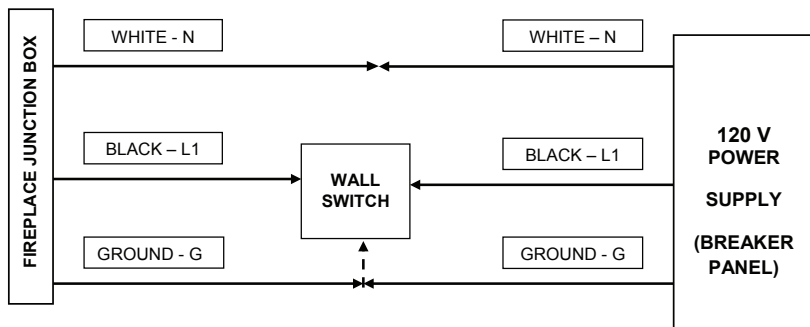 FIREPLACE JUNCTION BOX
WHITE - N
WHITE – N
BLACK – L1
WALL
SWITCH
BLACK – L1
GROUND - G
GROUND - G
120 V
POWER
SUPPLY
(BREAKER
PANEL)